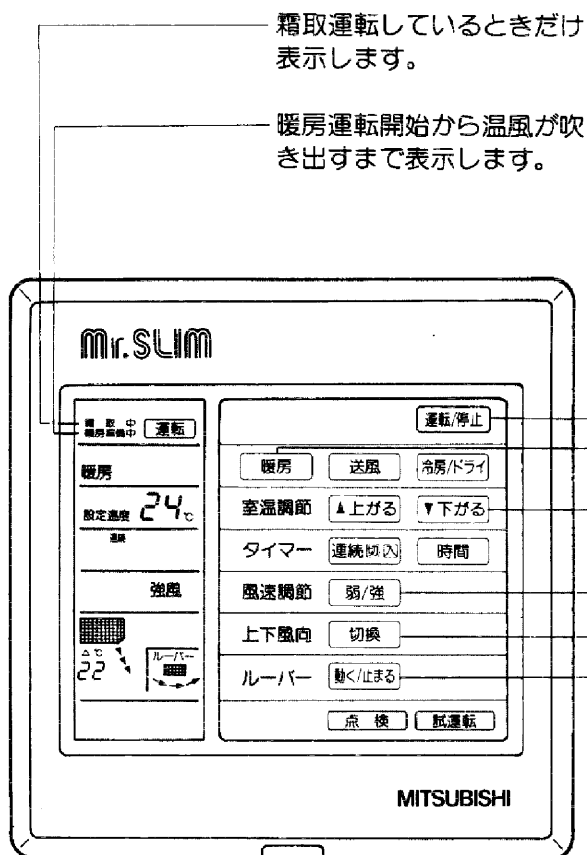 霜取運転しているときだけ
表示します。
暖房運転開始から温風が吹
き出すまで表示します。
Mr.SLIM
霜取中
暖房準備中 運転
暖房
設定温度 24℃
連続
強風
△℃
22
ルーバー
運転/停止
暖房 送風 冷房/ドライ
室温調節 ▲上がる ▼下がる
タイマー 連続切入 時間
風速調節 弱/強
上下風向 切換
ルーバー 動く/止まる
点検 試運転
MITSUBISHI